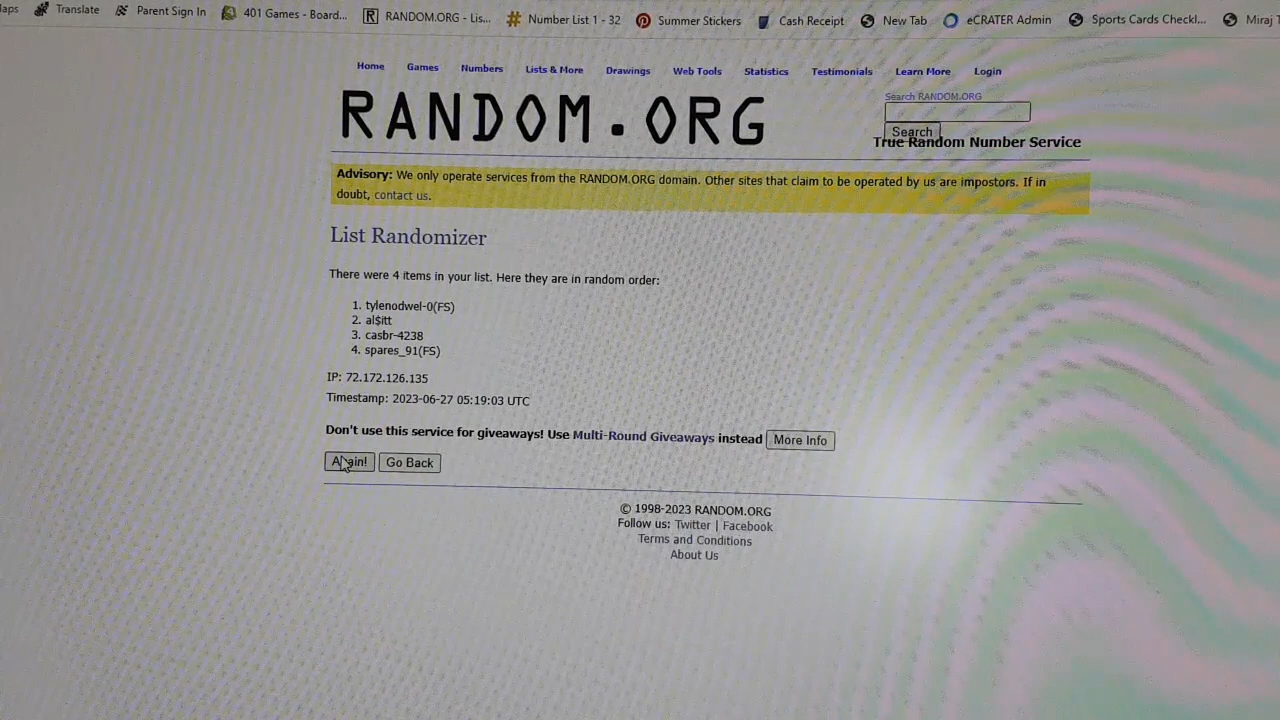 aps Translate Parent Sign In 401 Games - Board... RANDOM.ORG - Lis... Number List 1 - 32 Summer Stickers Cash Receipt New Tab eCRATER Admin Sports Cards Checkl... Miraj T
Home Games Numbers Lists & More Drawings Web Tools Statistics Testimonials Learn More Login
RANDOM.ORG
Search RANDOM.ORG
Search
True Random Number Service
Advisory: We only operate services from the RANDOM.ORG domain. Other sites that claim to be operated by us are impostors. If in
doubt, contact us.
List Randomizer
There were 4 items in your list. Here they are in random order:
1. tylenodwel-0(FS)
2. al$itt
3. casbr-4238
4. spares_91(FS)
IP: 72.172.126.135
Timestamp: 2023-06-27 05:19:03 UTC
Don't use this service for giveaways! Use Multi-Round Giveaways instead More Info
Again! Go Back
© 1998-2023 RANDOM.ORG
Follow us: Twitter | Facebook
Terms and Conditions
About Us